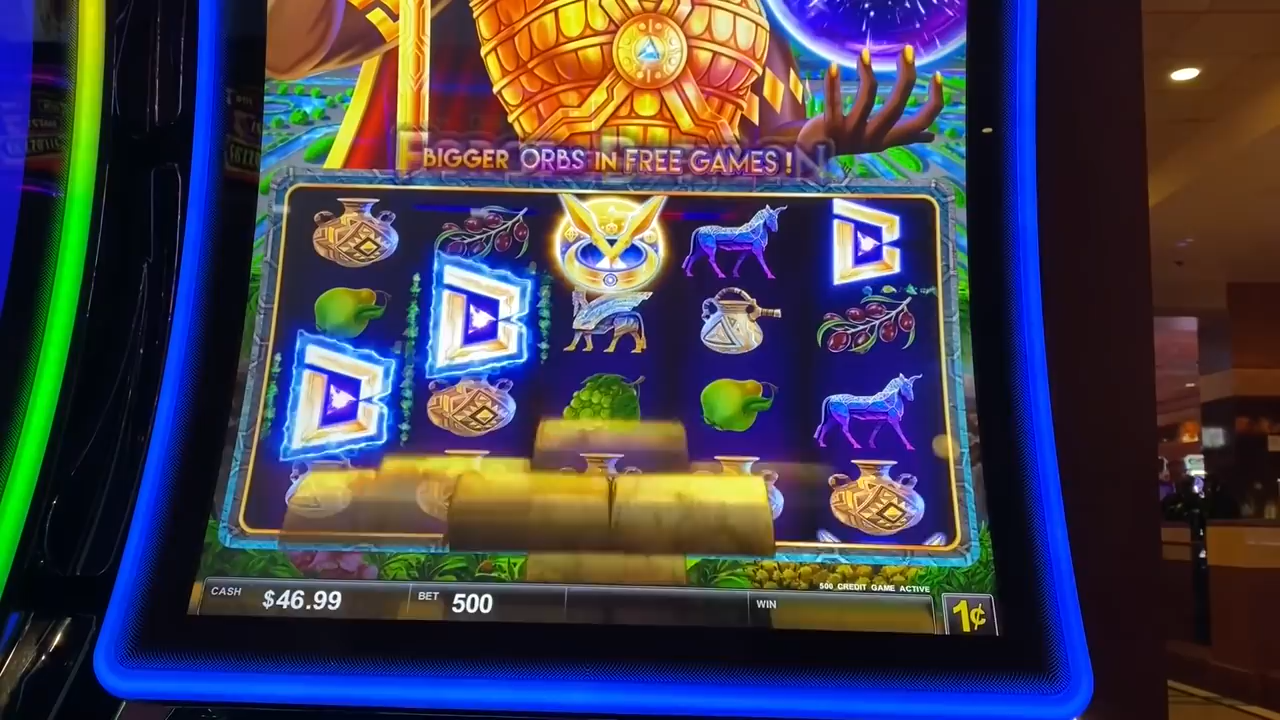 BIGGER ORBS IN FREE GAMES !
500 CREDIT GAME ACTIVE
CASH $46.99 BET 500 WIN 1¢